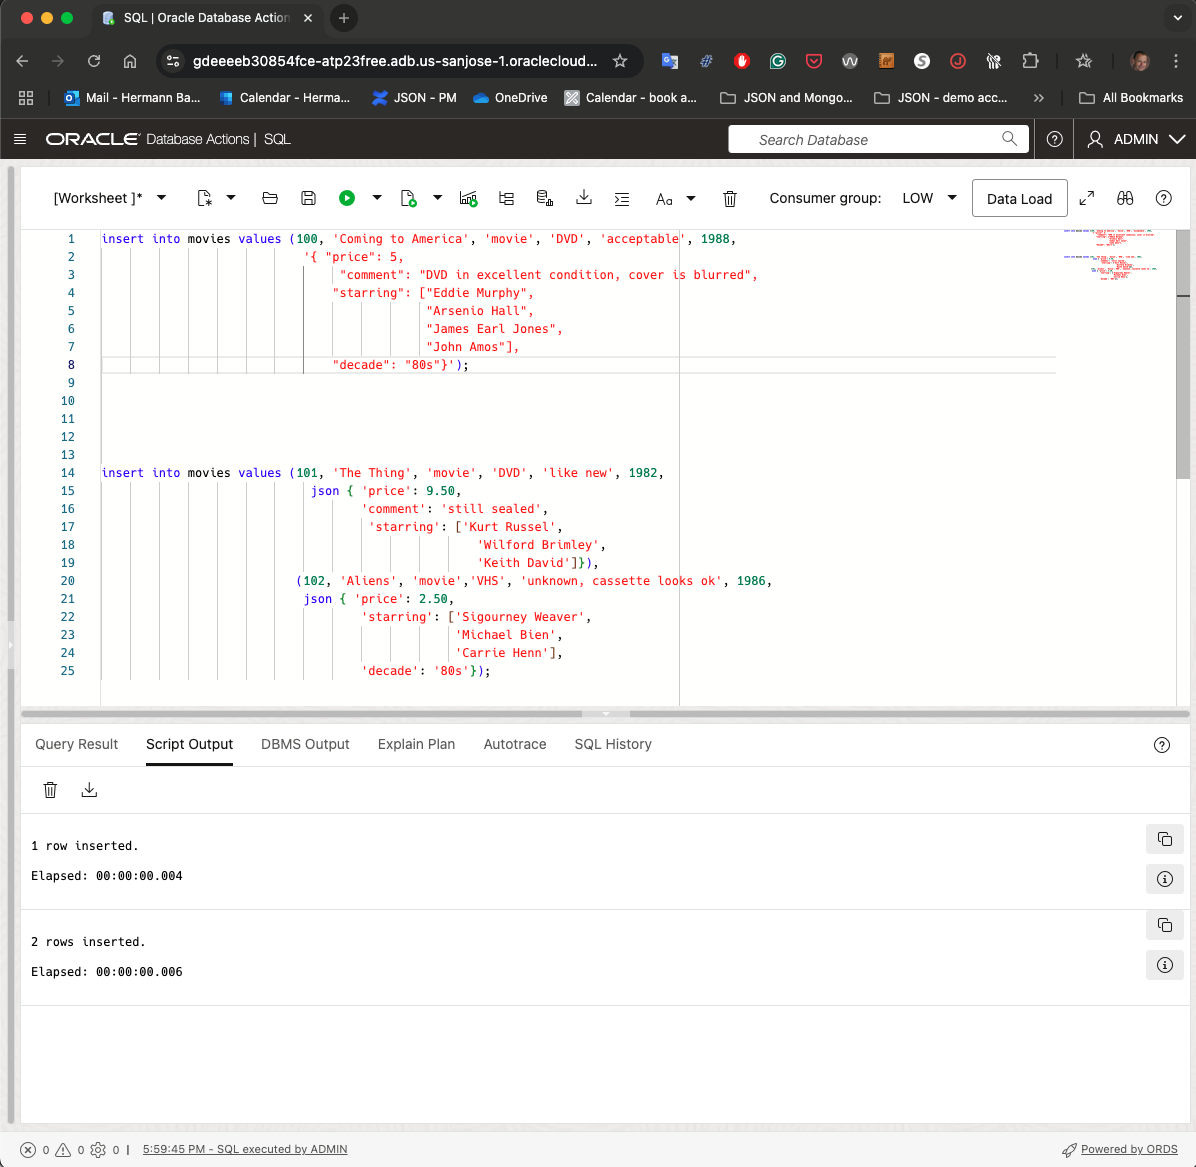 SQL | Oracle Database Action
gdeeeeb30854fce-atp23free.adb.us-sanjose-1.oraclecloud...
Mail - Hermann Ba... Calendar - Herma... JSON - PM OneDrive Calendar - book a... JSON and Mongo... JSON - demo acc... » All Bookmarks
ORACLE Database Actions | SQL Search Database ADMIN
[Worksheet ]* Aa Consumer group: LOW Data Load
1 insert into movies values (100, 'Coming to America', 'movie', 'DVD', 'acceptable', 1988,
2 '{ "price": 5,
3 "comment": "DVD in excellent condition, cover is blurred",
4 "starring": ["Eddie Murphy",
5 "Arsenio Hall",
6 "James Earl Jones",
7 "John Amos"],
8 "decade": "80s"}');
9
10
11
12
13
14 insert into movies values (101, 'The Thing', 'movie', 'DVD', 'like new', 1982,
15 json { 'price': 9.50,
16 'comment': 'still sealed',
17 'starring': ['Kurt Russel',
18 'Wilford Brimley',
19 'Keith David']}),
20 (102, 'Aliens', 'movie','VHS', 'unknown, cassette looks ok', 1986,
21 json { 'price': 2.50,
22 'starring': ['Sigourney Weaver',
23 'Michael Bien',
24 'Carrie Henn'],
25 'decade': '80s'});
Query Result Script Output DBMS Output Explain Plan Autotrace SQL History
1 row inserted.
Elapsed: 00:00:00.004
2 rows inserted.
Elapsed: 00:00:00.006
0 0 0 | 5:59:45 PM - SQL executed by ADMIN Powered by ORDS